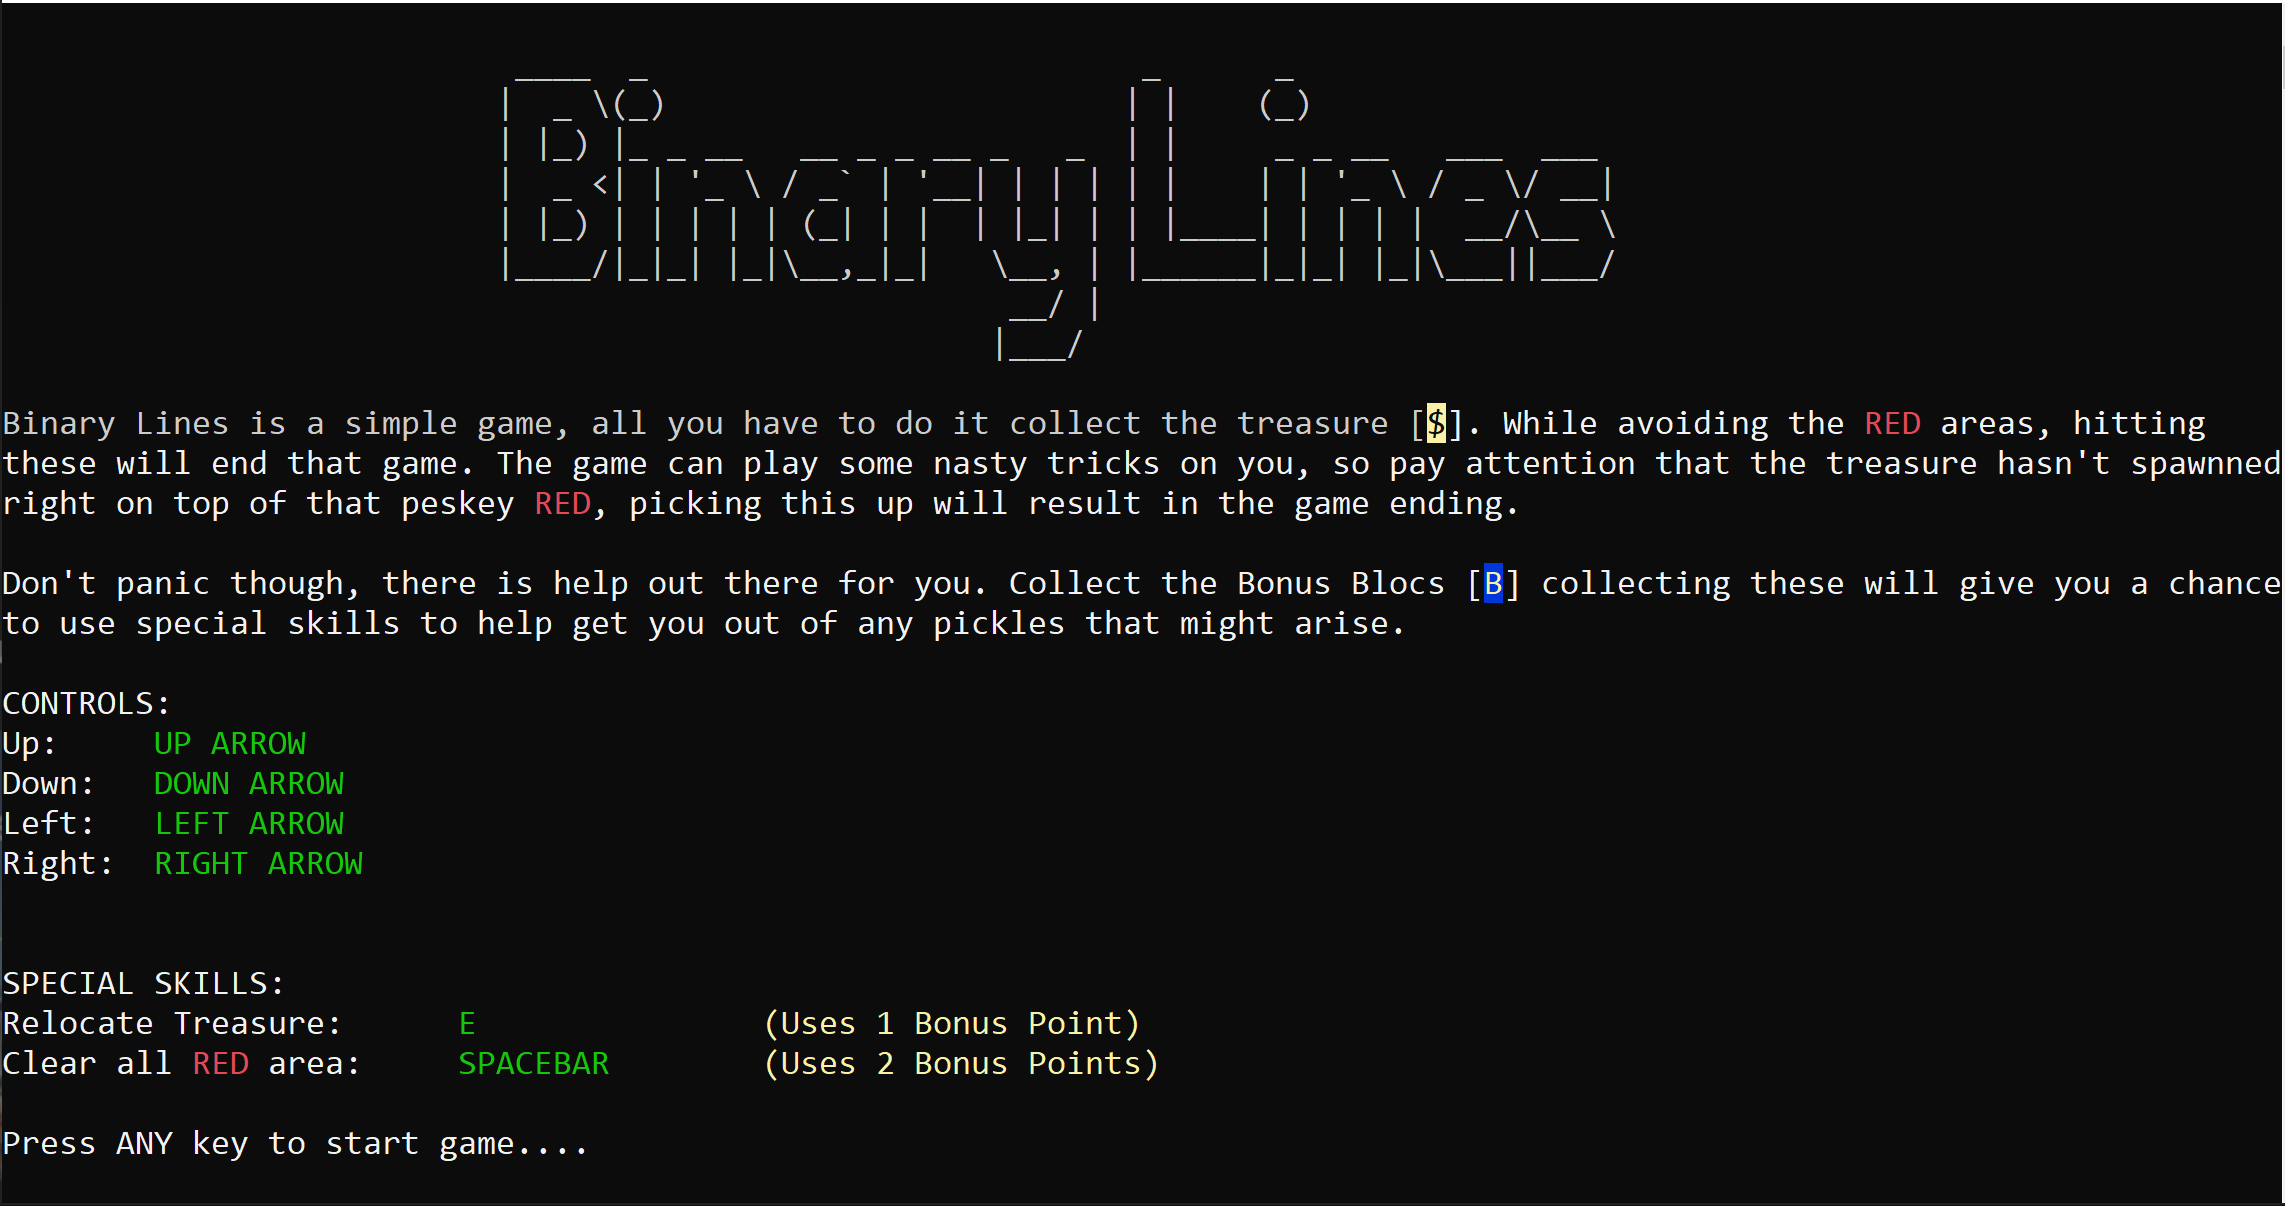 Binary Lines
Binary Lines is a simple game, all you have to do it collect the treasure [$]. While avoiding the RED areas, hitting
these will end that game. The game can play some nasty tricks on you, so pay attention that the treasure hasn't spawnned
right on top of that peskey RED, picking this up will result in the game ending.
Don't panic though, there is help out there for you. Collect the Bonus Blocs [B] collecting these will give you a chance
to use special skills to help get you out of any pickles that might arise.
CONTROLS:
Up: UP ARROW
Down: DOWN ARROW
Left: LEFT ARROW
Right: RIGHT ARROW
SPECIAL SKILLS:
Relocate Treasure: E (Uses 1 Bonus Point)
Clear all RED area: SPACEBAR (Uses 2 Bonus Points)
Press ANY key to start game....